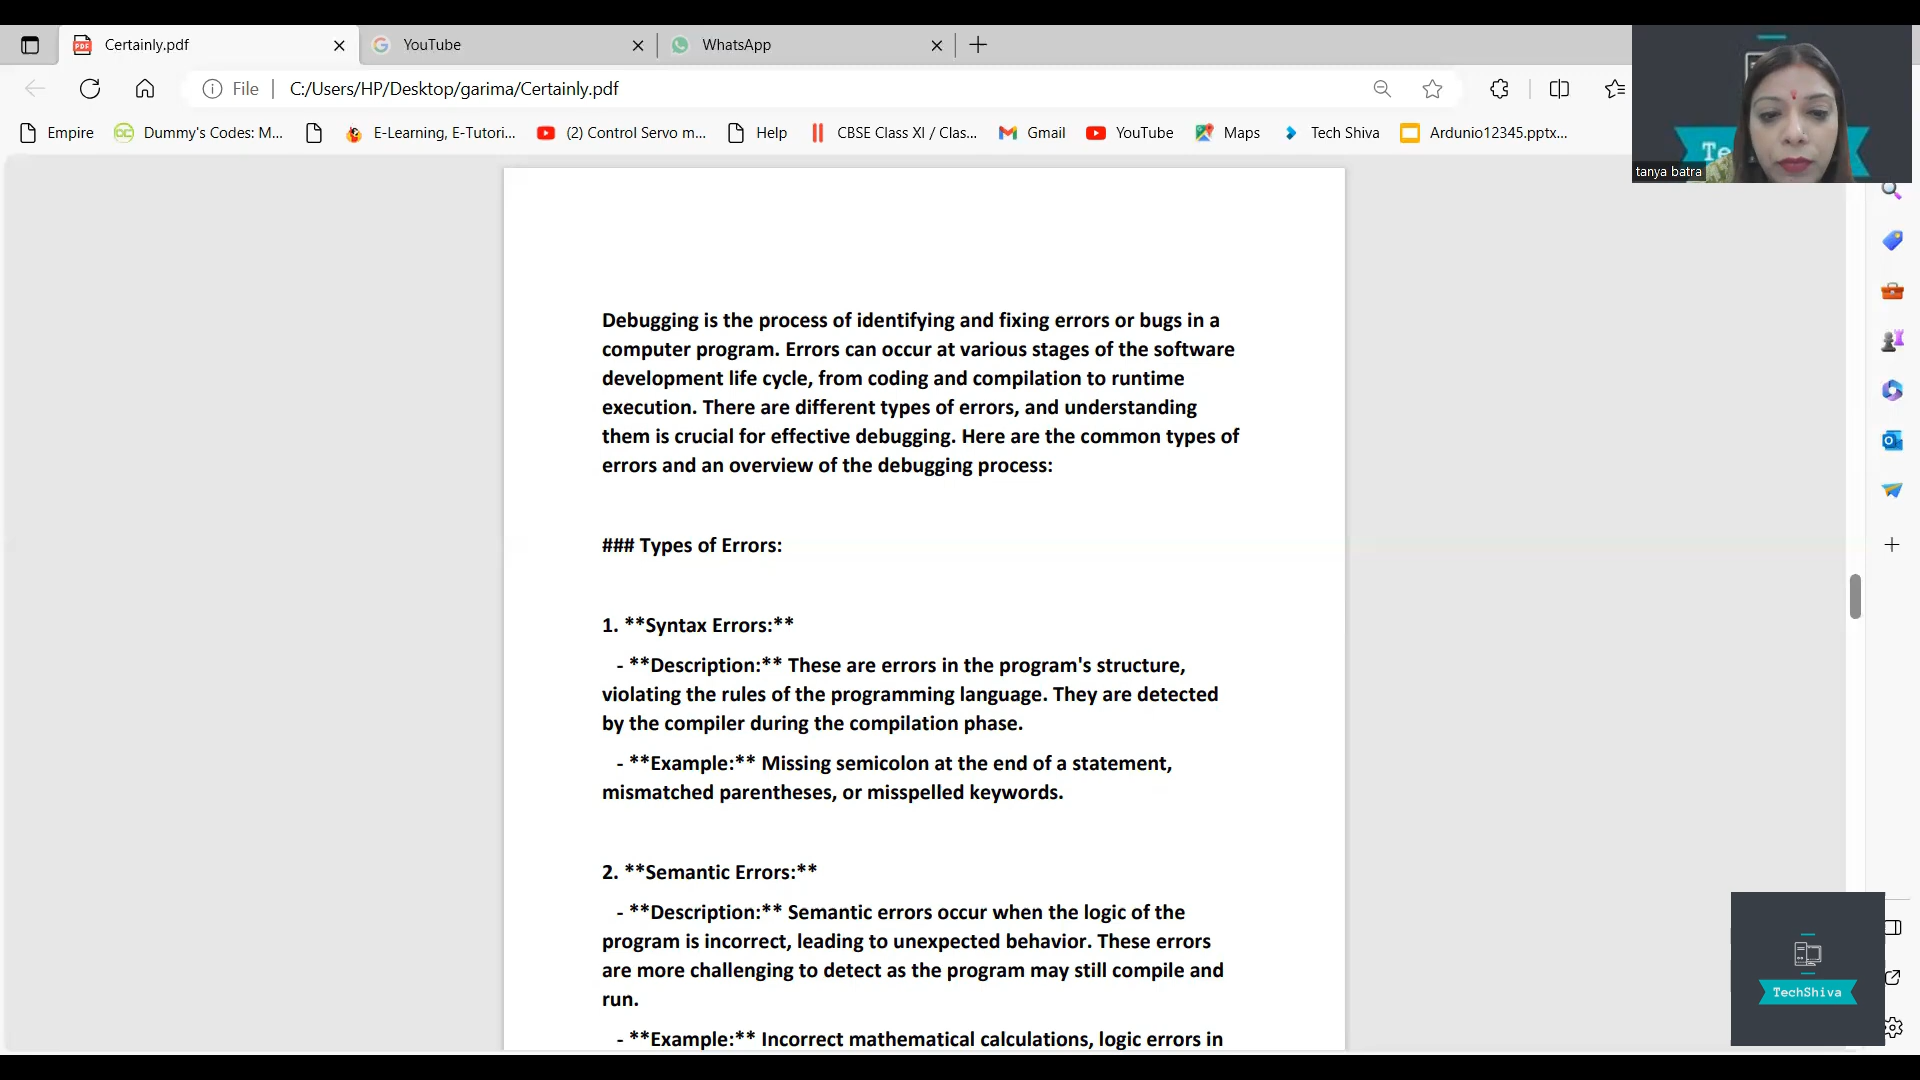 Certainly.pdf
YouTube
WhatsApp
File
C:/Users/HP/Desktop/garima/Certainly.pdf
Empire
Dummy's Codes: M...
E-Learning, E-Tutori...
(2) Control Servo m...
Help
CBSE Class XI / Clas...
Gmail
YouTube
Maps
Tech Shiva
Ardunio12345.pptx...
Te
tanya batra
Debugging is the process of identifying and fixing errors or bugs in a
computer program. Errors can occur at various stages of the software
development life cycle, from coding and compilation to runtime
execution. There are different types of errors, and understanding
them is crucial for effective debugging. Here are the common types of
errors and an overview of the debugging process:
### Types of Errors:
1. **Syntax Errors:**
- **Description:** These are errors in the program's structure,
violating the rules of the programming language. They are detected
by the compiler during the compilation phase.
- **Example:** Missing semicolon at the end of a statement,
mismatched parentheses, or misspelled keywords.
2. **Semantic Errors:**
- **Description:** Semantic errors occur when the logic of the
program is incorrect, leading to unexpected behavior. These errors
are more challenging to detect as the program may still compile and
run.
- **Example:** Incorrect mathematical calculations, logic errors in
TechShiva